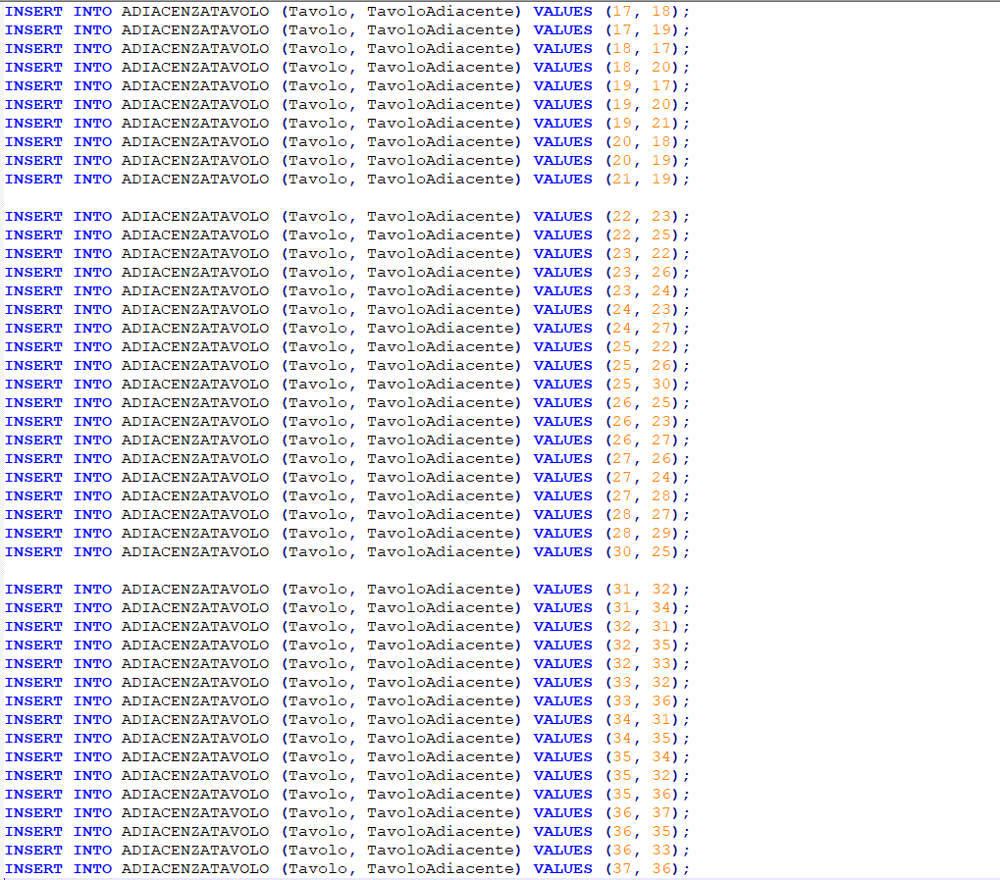 INSERT INTO ADIACENZATAVOLO (Tavolo, TavoloAdiacente) VALUES (17, 18);
INSERT INTO ADIACENZATAVOLO (Tavolo, TavoloAdiacente) VALUES (17, 19);
INSERT INTO ADIACENZATAVOLO (Tavolo, TavoloAdiacente) VALUES (18, 17);
INSERT INTO ADIACENZATAVOLO (Tavolo, TavoloAdiacente) VALUES (18, 20);
INSERT INTO ADIACENZATAVOLO (Tavolo, TavoloAdiacente) VALUES (19, 17);
INSERT INTO ADIACENZATAVOLO (Tavolo, TavoloAdiacente) VALUES (19, 20);
INSERT INTO ADIACENZATAVOLO (Tavolo, TavoloAdiacente) VALUES (19, 21);
INSERT INTO ADIACENZATAVOLO (Tavolo, TavoloAdiacente) VALUES (20, 18);
INSERT INTO ADIACENZATAVOLO (Tavolo, TavoloAdiacente) VALUES (20, 19);
INSERT INTO ADIACENZATAVOLO (Tavolo, TavoloAdiacente) VALUES (21, 19);

INSERT INTO ADIACENZATAVOLO (Tavolo, TavoloAdiacente) VALUES (22, 23);
INSERT INTO ADIACENZATAVOLO (Tavolo, TavoloAdiacente) VALUES (22, 25);
INSERT INTO ADIACENZATAVOLO (Tavolo, TavoloAdiacente) VALUES (23, 22);
INSERT INTO ADIACENZATAVOLO (Tavolo, TavoloAdiacente) VALUES (23, 26);
INSERT INTO ADIACENZATAVOLO (Tavolo, TavoloAdiacente) VALUES (23, 24);
INSERT INTO ADIACENZATAVOLO (Tavolo, TavoloAdiacente) VALUES (24, 23);
INSERT INTO ADIACENZATAVOLO (Tavolo, TavoloAdiacente) VALUES (24, 27);
INSERT INTO ADIACENZATAVOLO (Tavolo, TavoloAdiacente) VALUES (25, 22);
INSERT INTO ADIACENZATAVOLO (Tavolo, TavoloAdiacente) VALUES (25, 26);
INSERT INTO ADIACENZATAVOLO (Tavolo, TavoloAdiacente) VALUES (25, 30);
INSERT INTO ADIACENZATAVOLO (Tavolo, TavoloAdiacente) VALUES (26, 25);
INSERT INTO ADIACENZATAVOLO (Tavolo, TavoloAdiacente) VALUES (26, 23);
INSERT INTO ADIACENZATAVOLO (Tavolo, TavoloAdiacente) VALUES (26, 27);
INSERT INTO ADIACENZATAVOLO (Tavolo, TavoloAdiacente) VALUES (27, 26);
INSERT INTO ADIACENZATAVOLO (Tavolo, TavoloAdiacente) VALUES (27, 24);
INSERT INTO ADIACENZATAVOLO (Tavolo, TavoloAdiacente) VALUES (27, 28);
INSERT INTO ADIACENZATAVOLO (Tavolo, TavoloAdiacente) VALUES (28, 27);
INSERT INTO ADIACENZATAVOLO (Tavolo, TavoloAdiacente) VALUES (28, 29);
INSERT INTO ADIACENZATAVOLO (Tavolo, TavoloAdiacente) VALUES (30, 25);

INSERT INTO ADIACENZATAVOLO (Tavolo, TavoloAdiacente) VALUES (31, 32);
INSERT INTO ADIACENZATAVOLO (Tavolo, TavoloAdiacente) VALUES (31, 34);
INSERT INTO ADIACENZATAVOLO (Tavolo, TavoloAdiacente) VALUES (32, 31);
INSERT INTO ADIACENZATAVOLO (Tavolo, TavoloAdiacente) VALUES (32, 35);
INSERT INTO ADIACENZATAVOLO (Tavolo, TavoloAdiacente) VALUES (32, 33);
INSERT INTO ADIACENZATAVOLO (Tavolo, TavoloAdiacente) VALUES (33, 32);
INSERT INTO ADIACENZATAVOLO (Tavolo, TavoloAdiacente) VALUES (33, 36);
INSERT INTO ADIACENZATAVOLO (Tavolo, TavoloAdiacente) VALUES (34, 31);
INSERT INTO ADIACENZATAVOLO (Tavolo, TavoloAdiacente) VALUES (34, 35);
INSERT INTO ADIACENZATAVOLO (Tavolo, TavoloAdiacente) VALUES (35, 34);
INSERT INTO ADIACENZATAVOLO (Tavolo, TavoloAdiacente) VALUES (35, 32);
INSERT INTO ADIACENZATAVOLO (Tavolo, TavoloAdiacente) VALUES (35, 36);
INSERT INTO ADIACENZATAVOLO (Tavolo, TavoloAdiacente) VALUES (36, 37);
INSERT INTO ADIACENZATAVOLO (Tavolo, TavoloAdiacente) VALUES (36, 35);
INSERT INTO ADIACENZATAVOLO (Tavolo, TavoloAdiacente) VALUES (36, 33);
INSERT INTO ADIACENZATAVOLO (Tavolo, TavoloAdiacente) VALUES (37, 36);